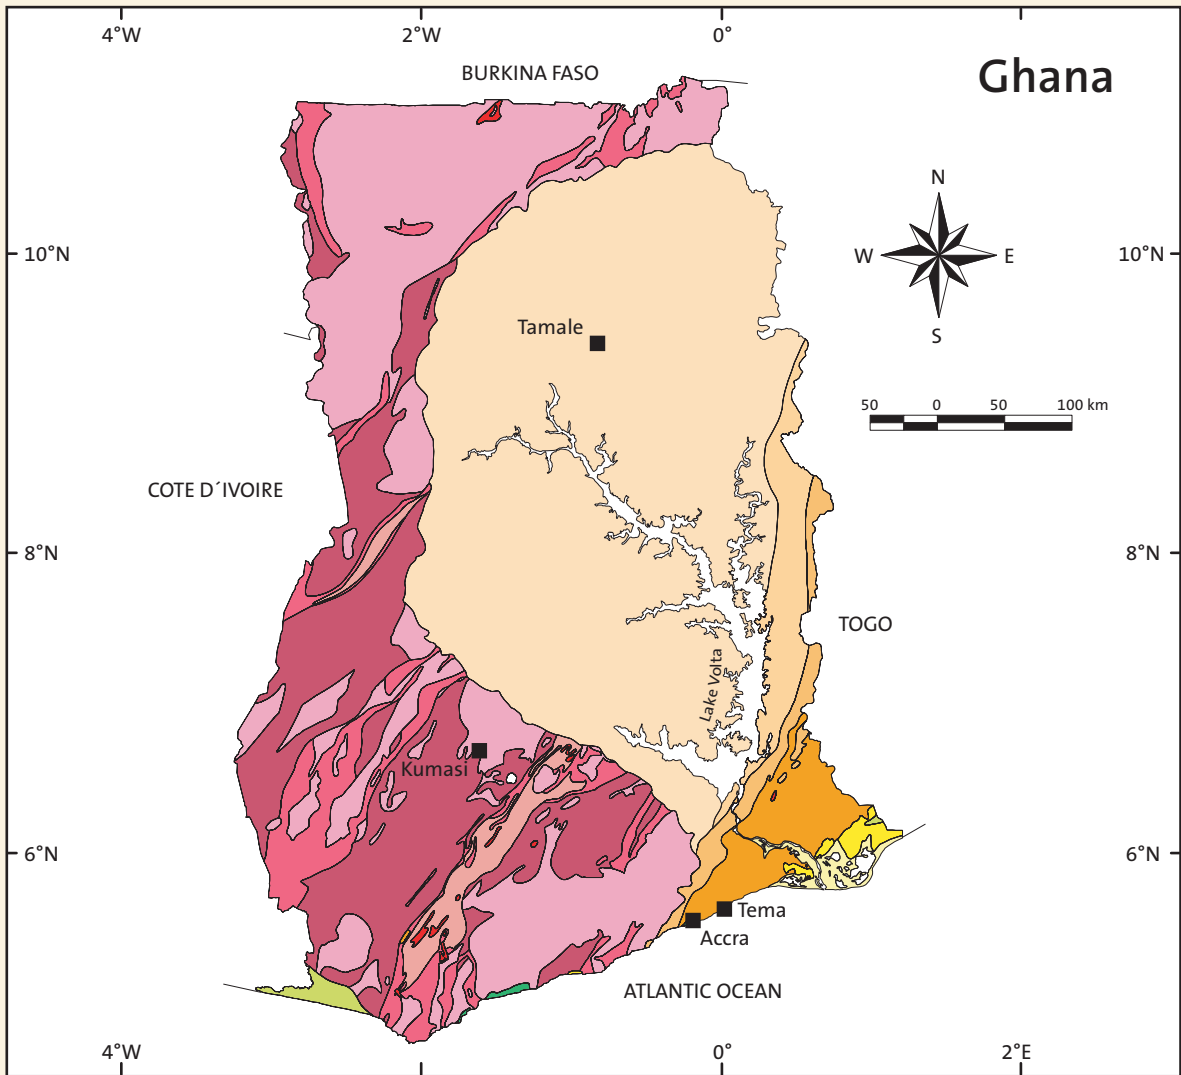 4°W 2°W 0°
BURKINA FASO
Ghana
N
10°N W E 10°N
S
Tamale
50 0 50 100 km
COTE D´IVOIRE
8°N 8°N
TOGO
Lake Volta
Kumasi
6°N 6°N
Tema
Accra
ATLANTIC OCEAN
4°W 0° 2°E